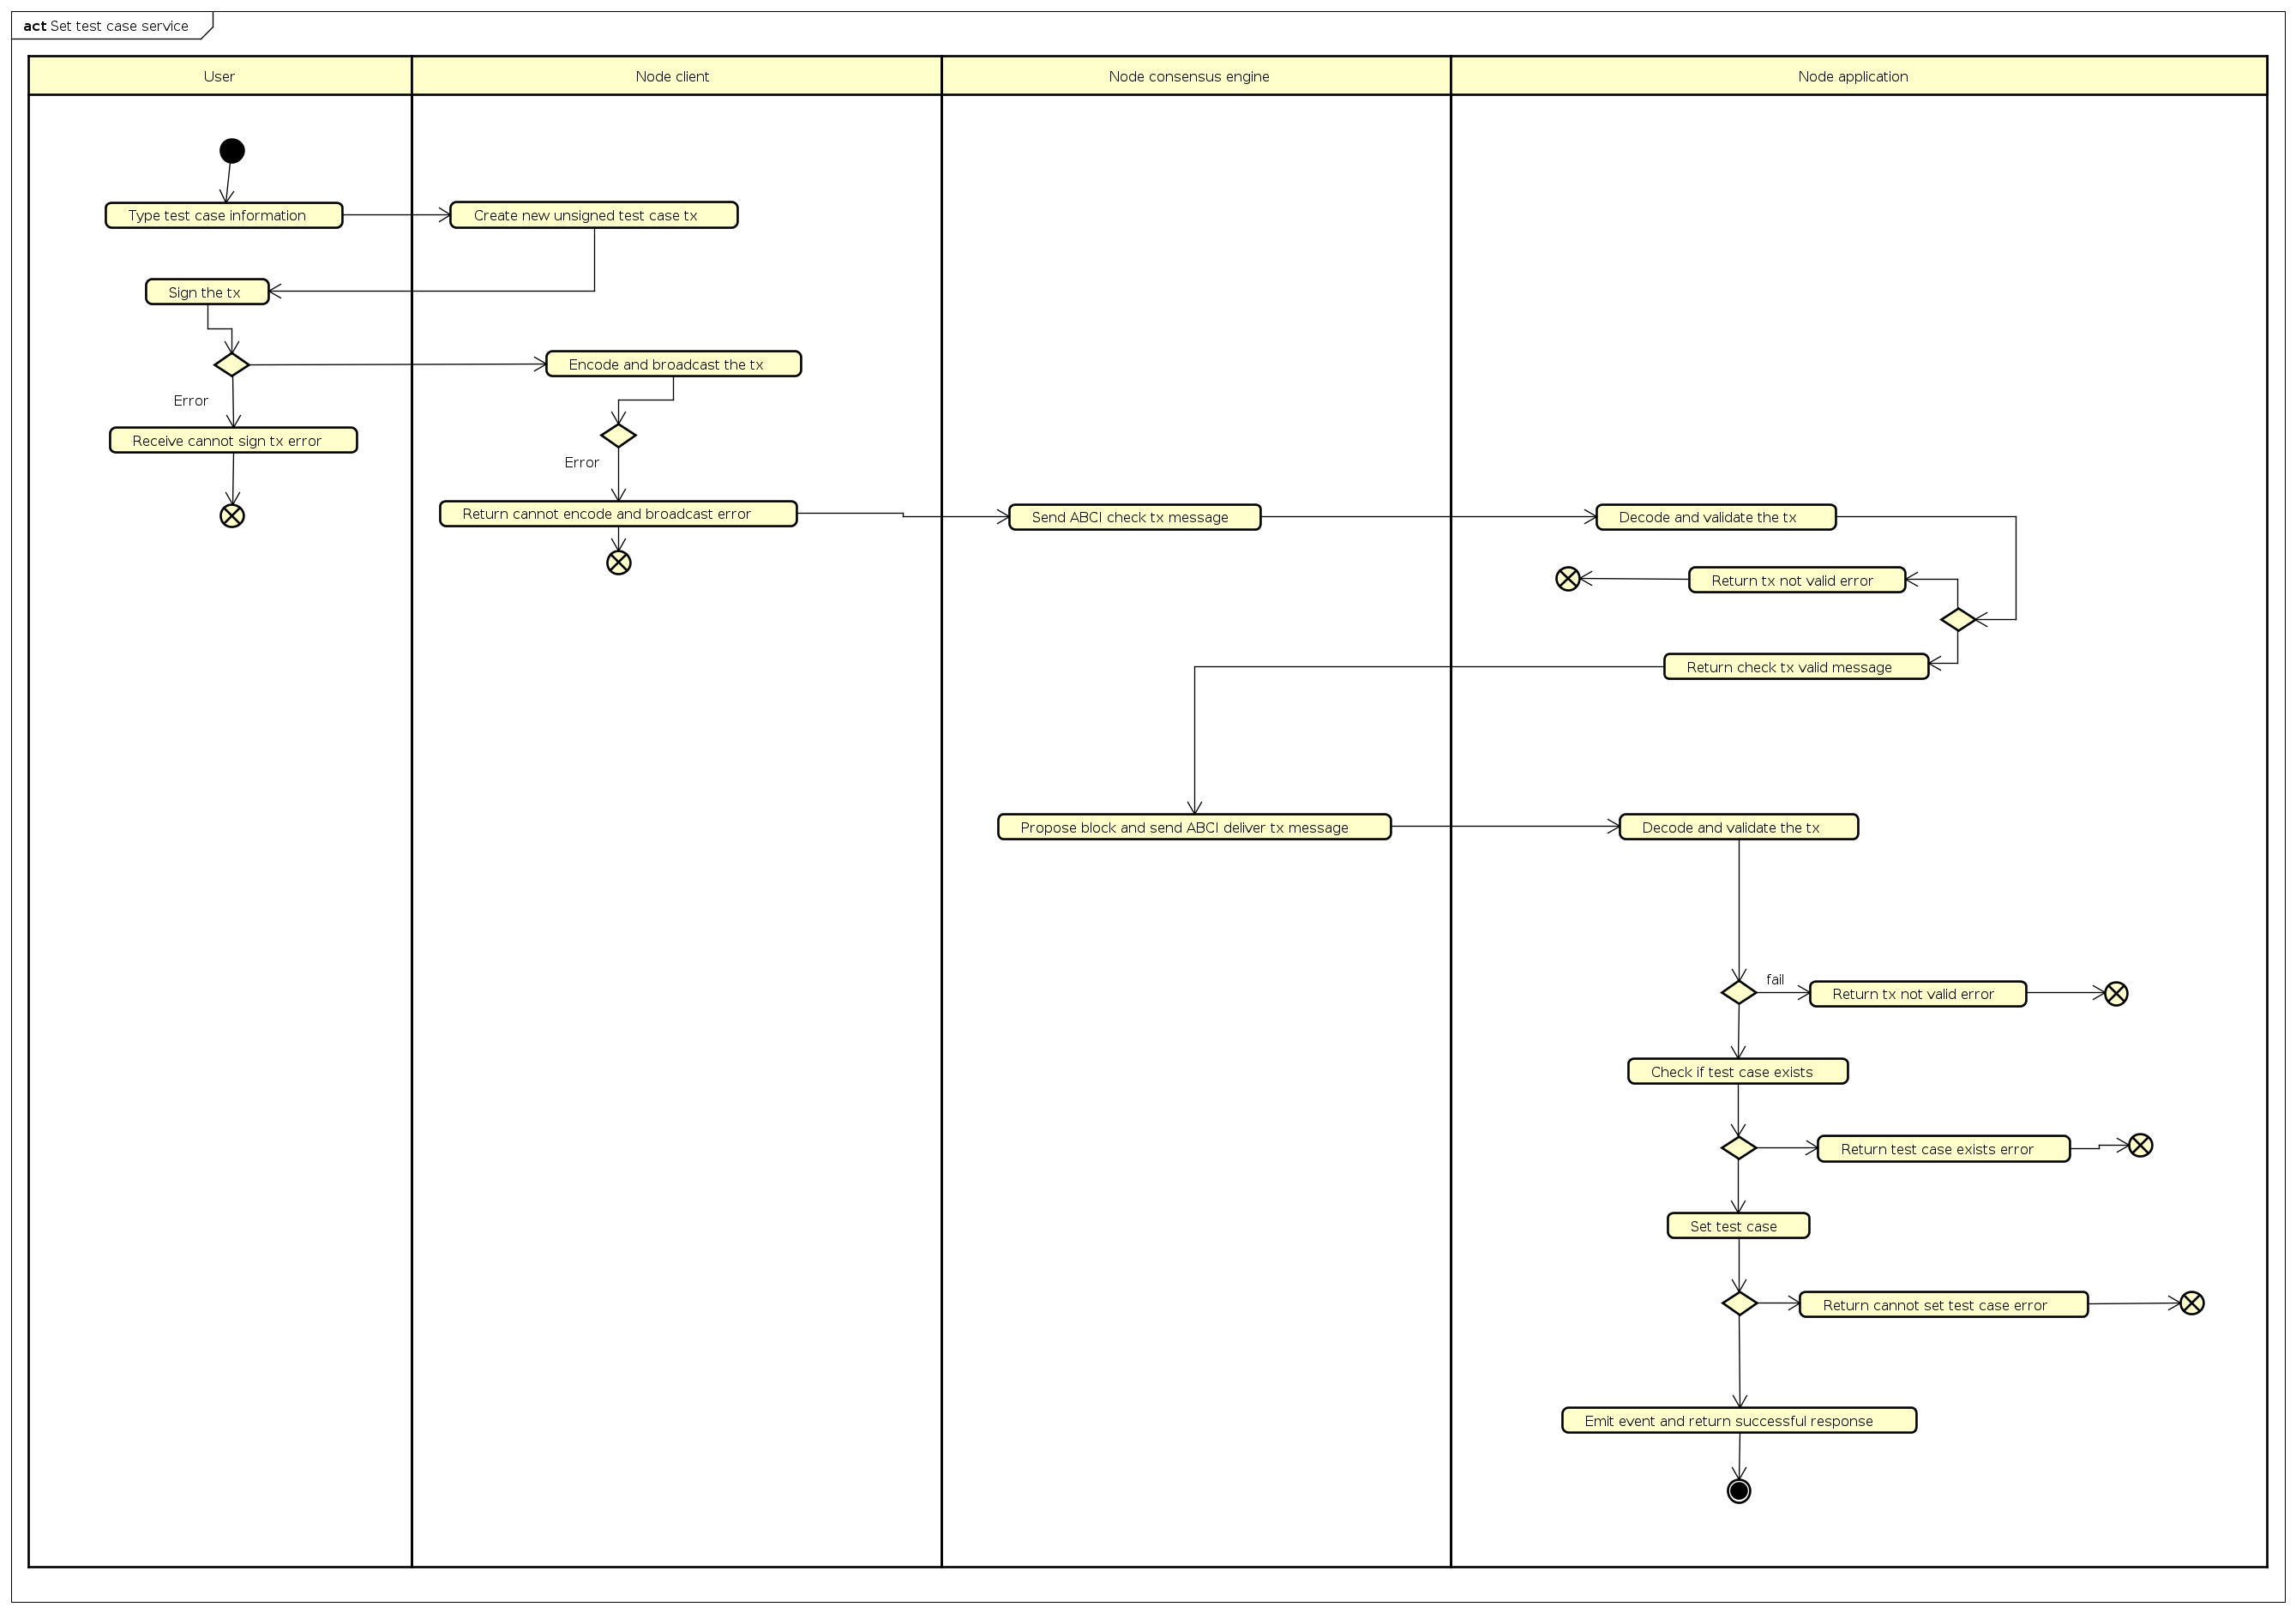 act Set test case service
User
Node client
Node consensus engine
Node application
Type test case information
Create new unsigned test case tx
Sign the tx
Encode and broadcast the tx
Error
Receive cannot sign tx error
Error
Return cannot encode and broadcast error
Send ABCI check tx message
Decode and validate the tx
Return tx not valid error
Return check tx valid message
Propose block and send ABCI deliver tx message
Decode and validate the tx
fail
Return tx not valid error
Check if test case exists
Return test case exists error
Set test case
Return cannot set test case error
Emit event and return successful response